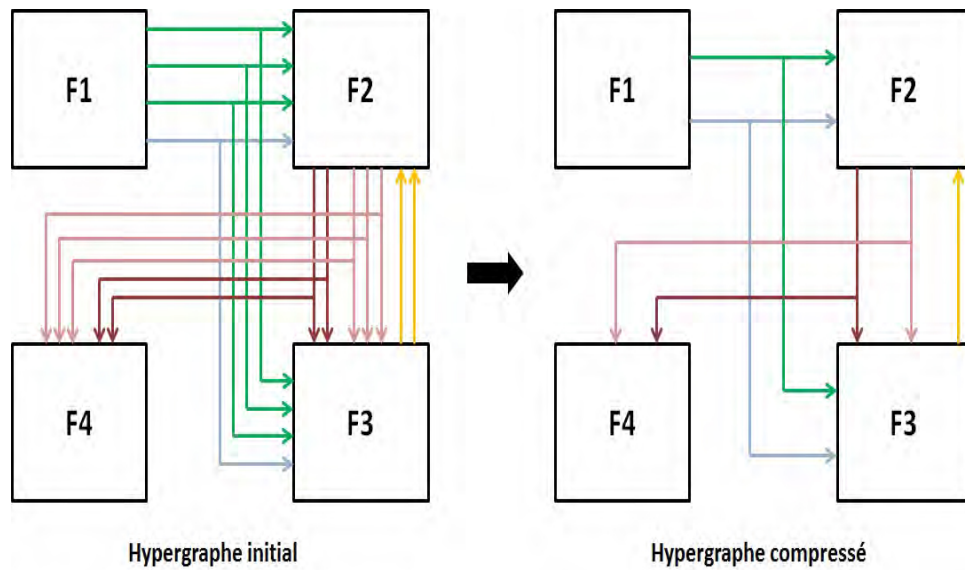 F1
F2
F4
F3
Hypergraphe initial
F1
F2
F4
F3
Hypergraphe compressé